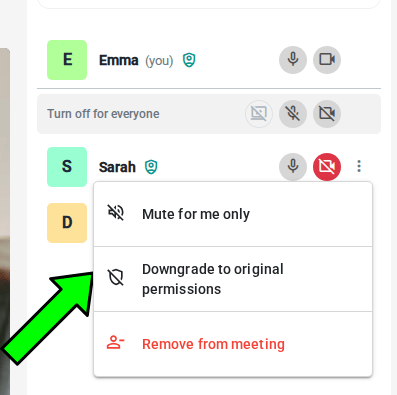 E
Emma (you)
Turn off for everyone
S
Sarah
D
Mute for me only
Downgrade to original
permissions
Remove from meeting